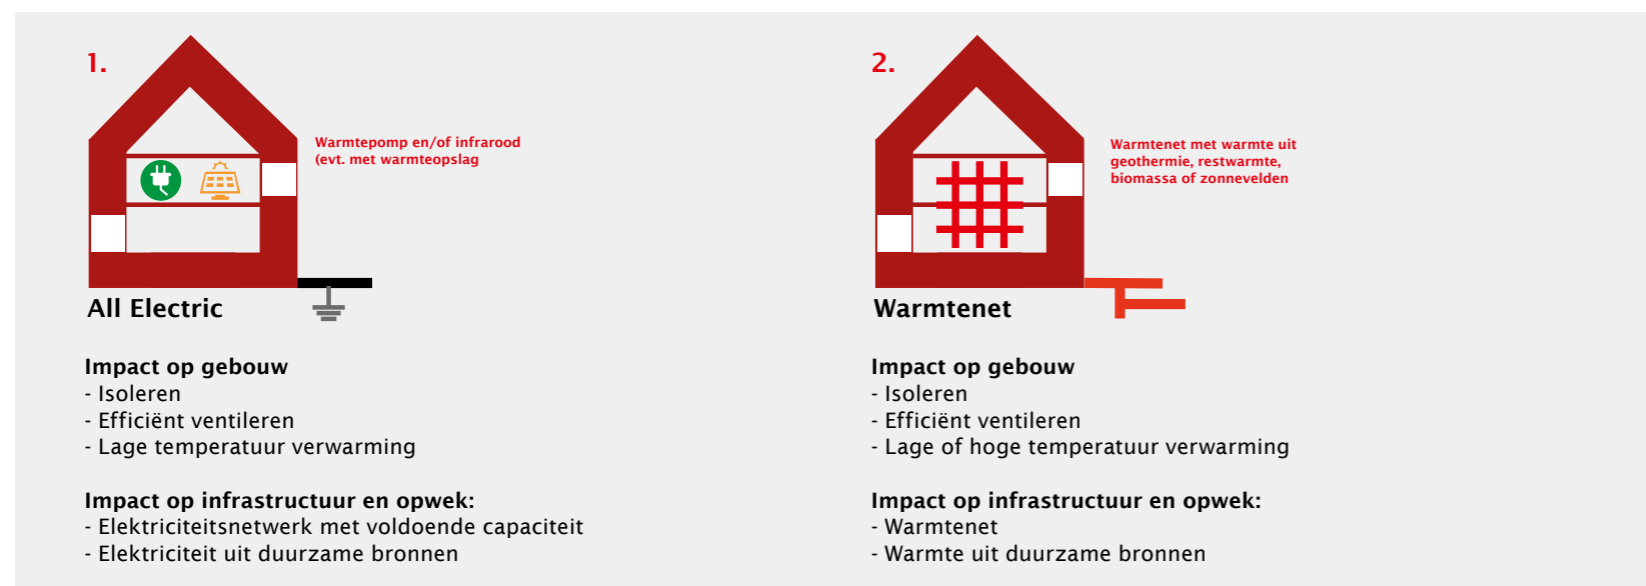 1.
Warmtepomp en/of infrarood
(evt. met warmteopslag
All Electric
Impact op gebouw
- Isoleren
- Efficiënt ventileren
- Lage temperatuur verwarming
Impact op infrastructuur en opwek:
- Elektriciteitsnetwerk met voldoende capaciteit
- Elektriciteit uit duurzame bronnen
2.
Warmtenet met warmte uit
geothermie, restwarmte,
biomassa of zonnevelden
Warmtenet
Impact op gebouw
- Isoleren
- Efficiënt ventileren
- Lage of hoge temperatuur verwarming
Impact op infrastructuur en opwek:
- Warmtenet
- Warmte uit duurzame bronnen